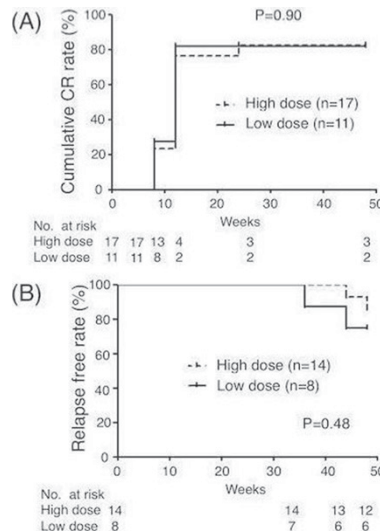 (A)
P=0.90
Cumulative CR rate (%)
100
80
60
40
20
0
High dose (n=17)
Low dose (n=11)
0 10 20 30 40 50
No. at risk Weeks
High dose 17 17 13 4 3 3
Low dose 11 11 8 2 2 2
(B)
Relapse free rate (%)
100
80
60
40
20
0
High dose (n=14)
Low dose (n=8)
P=0.48
0 10 20 30 40 50
Weeks
No. at risk
High dose 14 14 13 12
Low dose 8 7 6 6